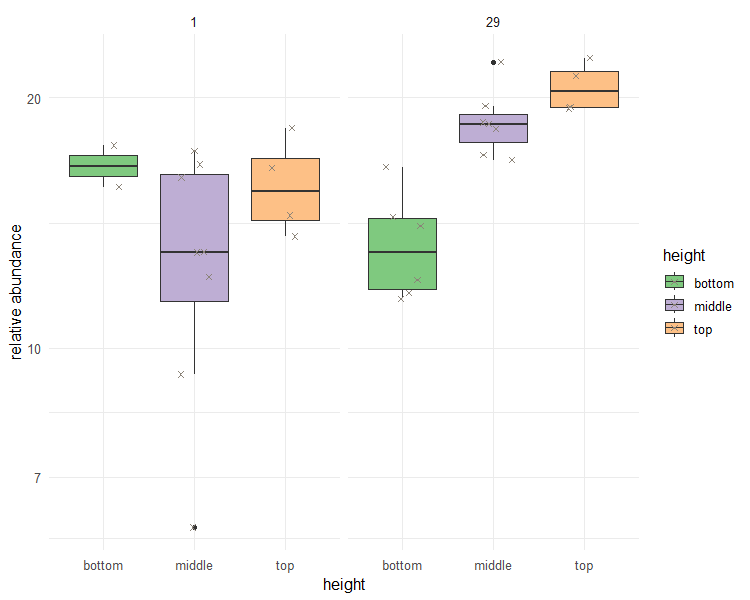 1
29
20
10
7
relative abundance
bottom
middle
top
bottom
middle
top
height
height
bottom
middle
top